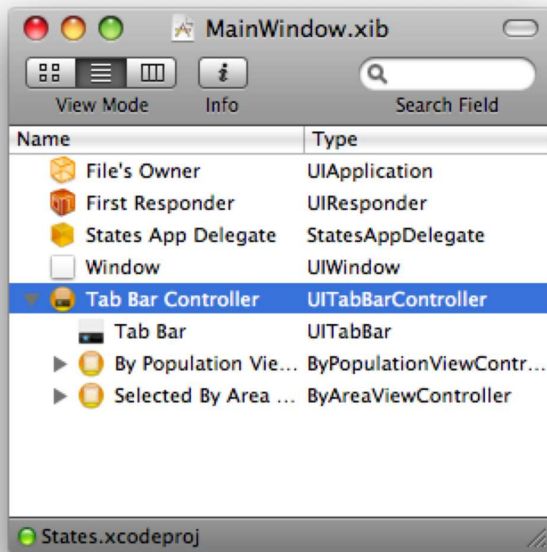 MainWindow.xib
View Mode Info Search Field
Name Type
File's Owner UIApplication
First Responder UIResponder
States App Delegate StatesAppDelegate
Window UIWindow
Tab Bar Controller UITabBarController
Tab Bar UITabBar
By Population Vie... ByPopulationViewContr...
Selected By Area ... ByAreaViewController
States.xcodeproj